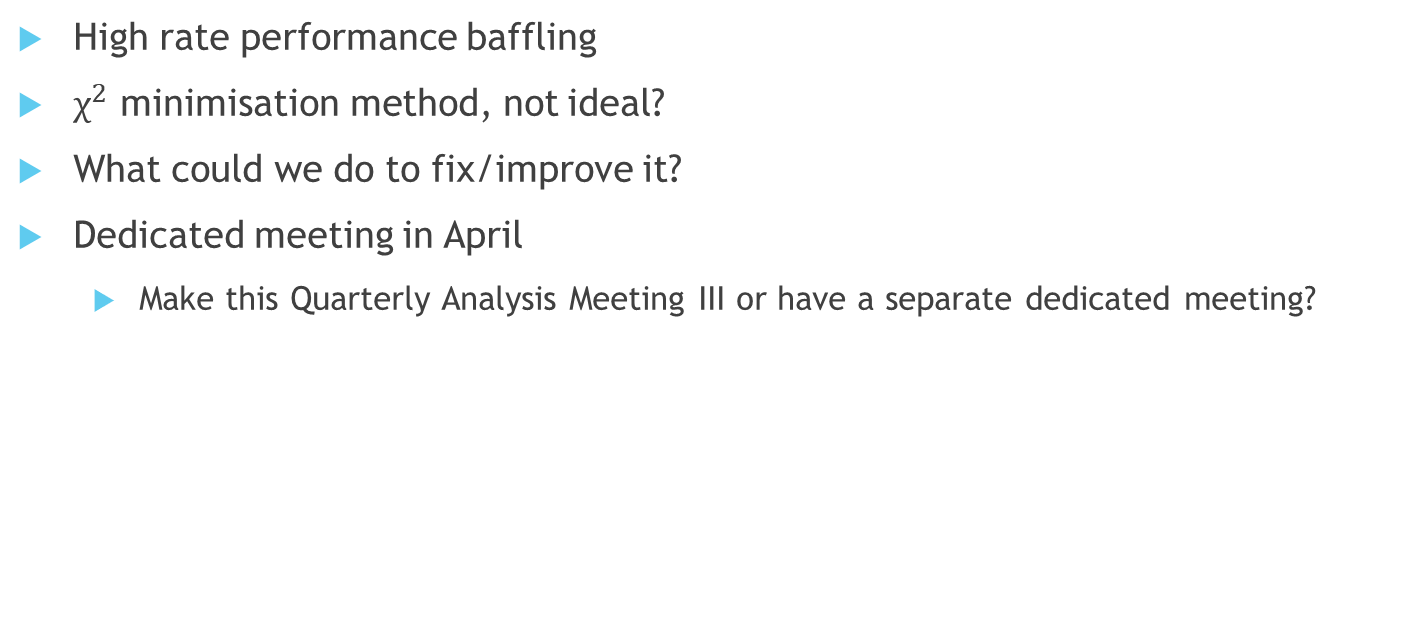 High rate performance baffling
χ² minimisation method, not ideal?
What could we do to fix/improve it?
Dedicated meeting in April
Make this Quarterly Analysis Meeting III or have a separate dedicated meeting?